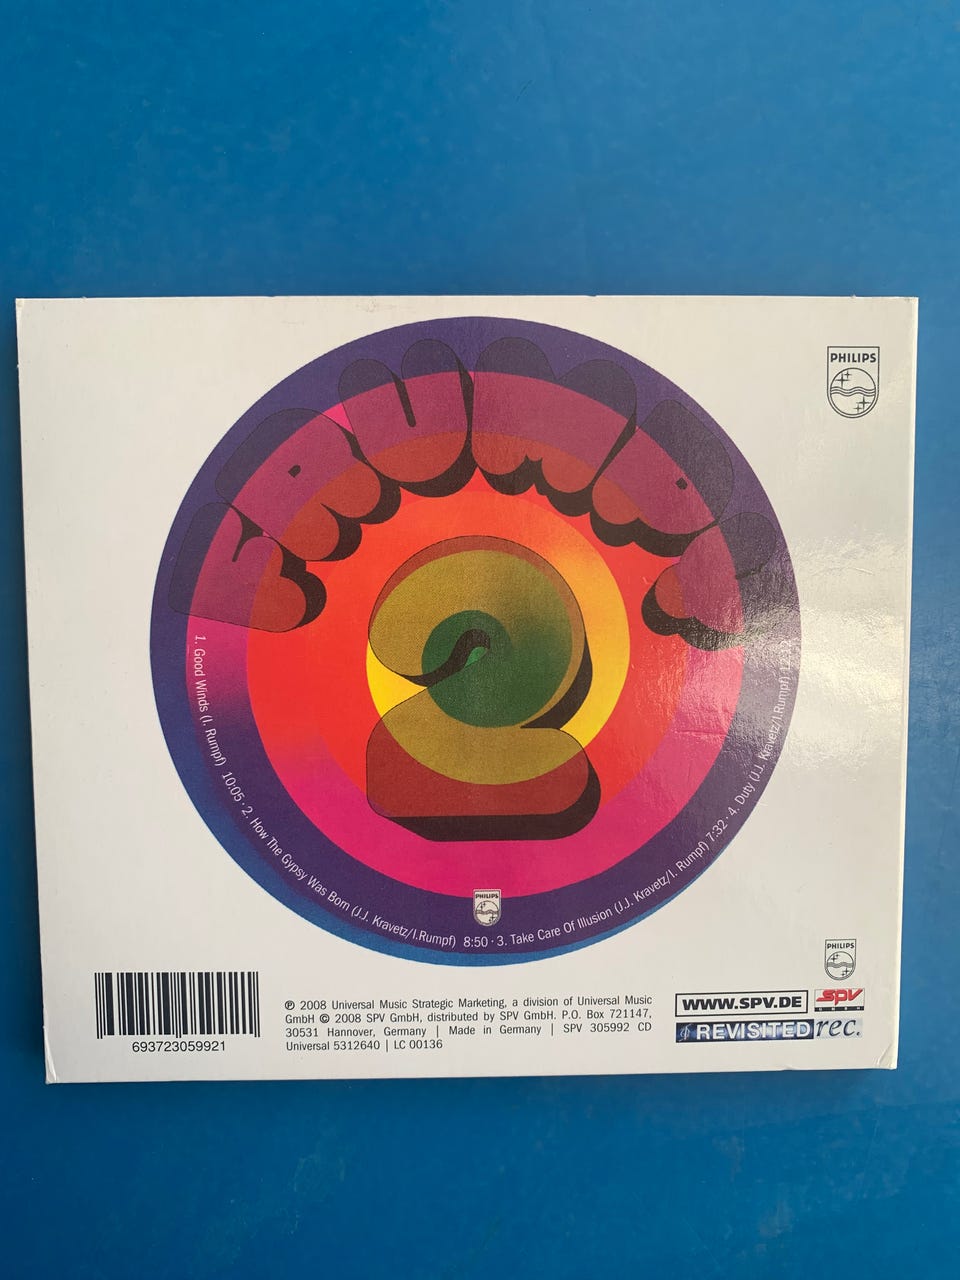 FRUMPY
2
PHILIPS
1. Good Winds (I. Rumpf) 10:05 · 2. How The Gypsy Was Born (J.J. Kravetz/I.Rumpf) 8:50 · 3. Take Care Of Illusion (J.J. Kravetz/I. Rumpf) 7:32 · 4. Duty (J.J. Kravetz/I.Rumpf)
PHILIPS
PHILIPS
693723059921
℗ 2008 Universal Music Strategic Marketing, a division of Universal Music
GmbH © 2008 SPV GmbH, distributed by SPV GmbH. P.O. Box 721147,
30531 Hannover, Germany | Made in Germany | SPV 305992 CD
Universal 5312640 | LC 00136
WWW.SPV.DE
SPV
GMBH
REVISITED rec.